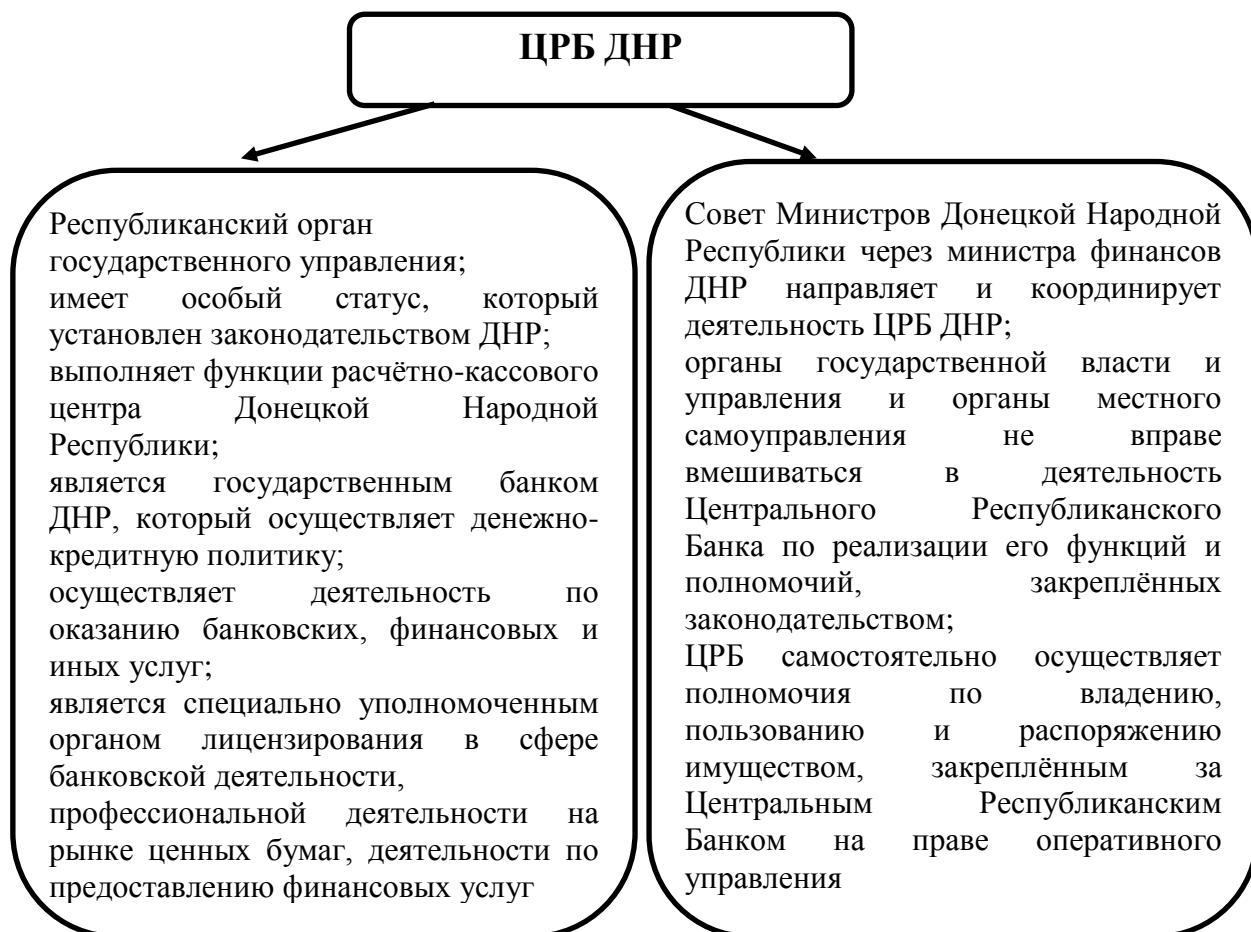 ЦРБ ДНР
Республиканский орган
государственного управления;
имеет особый статус, который
установлен законодательством ДНР;
выполняет функции расчётно-кассового
центра Донецкой Народной
Республики;
является государственным банком
ДНР, который осуществляет денежно-
кредитную политику;
осуществляет деятельность по
оказанию банковских, финансовых и
иных услуг;
является специально уполномоченным
органом лицензирования в сфере
банковской деятельности,
профессиональной деятельности на
рынке ценных бумаг, деятельности по
предоставлению финансовых услуг
Совет Министров Донецкой Народной
Республики через министра финансов
ДНР направляет и координирует
деятельность ЦРБ ДНР;
органы государственной власти и
управления и органы местного
самоуправления не вправе
вмешиваться в деятельность
Центрального Республиканского
Банка по реализации его функций и
полномочий, закреплённых
законодательством;
ЦРБ самостоятельно осуществляет
полномочия по владению,
пользованию и распоряжению
имуществом, закреплённым за
Центральным Республиканским
Банком на праве оперативного
управления